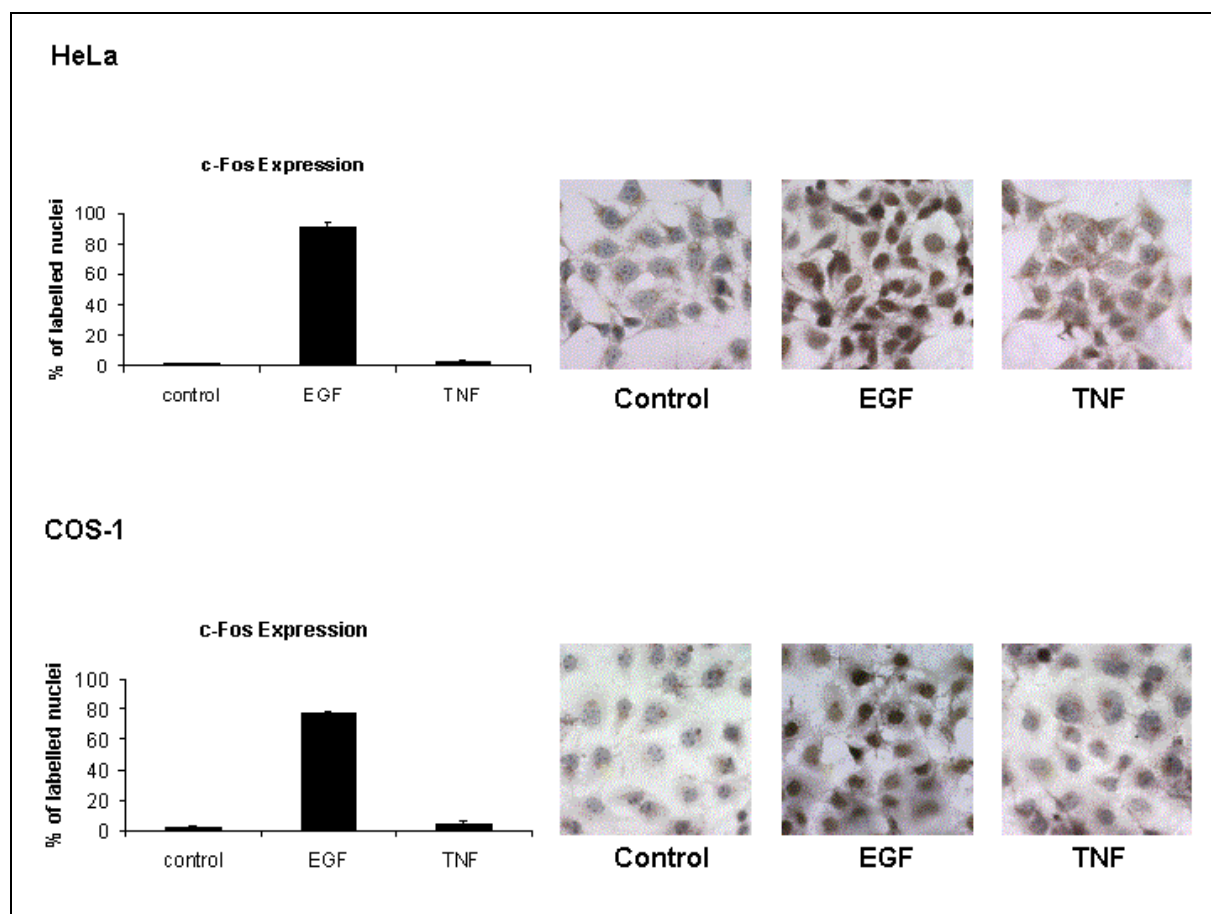 HeLa
c-Fos Expression
% of labelled nuclei
100
80
60
40
20
0
control EGF TNF
Control EGF TNF
COS-1
c-Fos Expression
% of labelled nuclei
100
80
60
40
20
0
control EGF TNF
Control EGF TNF